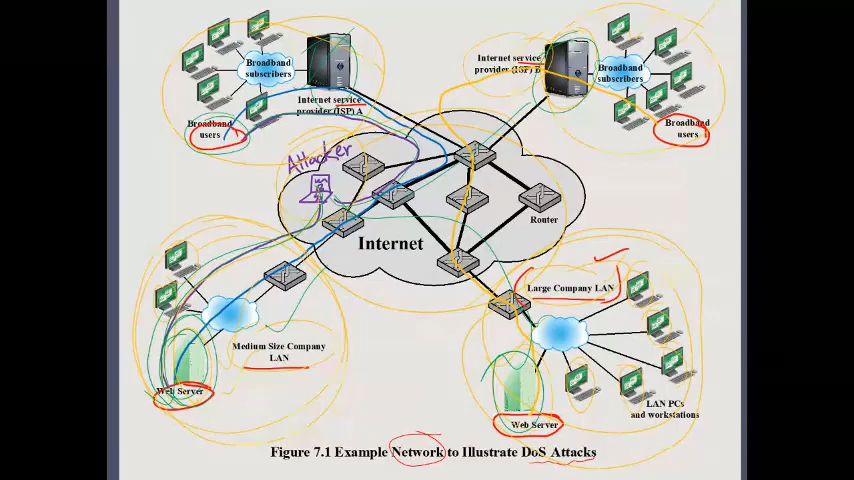 Broadband
subscribers
Internet service
provider (ISP) A
Broadband
users
Internet service
provider (ISP) B
Broadband
subscribers
Broadband
users
Attacker
Router
Internet
Large Company LAN
Medium Size Company
LAN
Web Server
LAN PCs
and workstations
Web Server
Figure 7.1 Example Network to Illustrate DoS Attacks